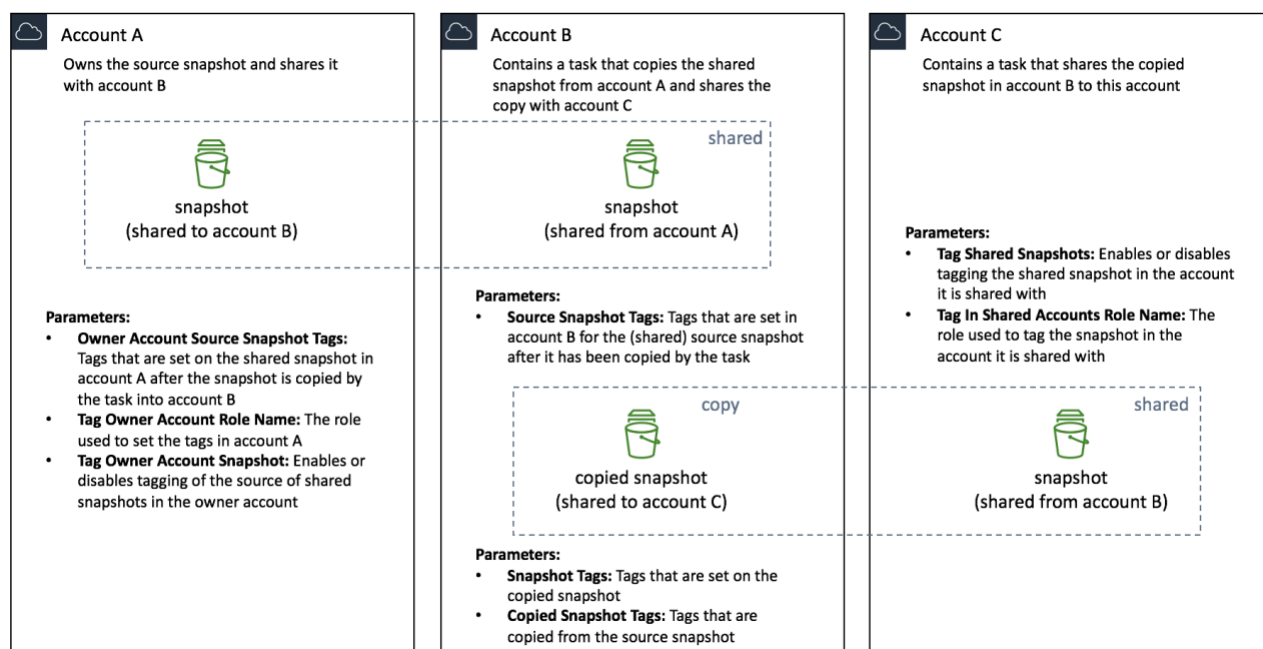 Account A
Owns the source snapshot and shares it
with account B
snapshot
(shared to account B)
Parameters:
• Owner Account Source Snapshot Tags:
Tags that are set on the shared snapshot in
account A after the snapshot is copied by
the task into account B
• Tag Owner Account Role Name: The role
used to set the tags in account A
• Tag Owner Account Snapshot: Enables or
disables tagging of the source of shared
snapshots in the owner account
Account B
Contains a task that copies the shared
snapshot from account A and shares the
copy with account C
shared
snapshot
(shared from account A)
Parameters:
• Source Snapshot Tags: Tags that are set in
account B for the (shared) source snapshot
after it has been copied by the task
copy
copied snapshot
(shared to account C)
Parameters:
• Snapshot Tags: Tags that are set on the
copied snapshot
• Copied Snapshot Tags: Tags that are
copied from the source snapshot
Account C
Contains a task that shares the copied
snapshot in account B to this account
Parameters:
• Tag Shared Snapshots: Enables or disables
tagging the shared snapshot in the account
it is shared with
• Tag In Shared Accounts Role Name: The
role used to tag the snapshot in the
account it is shared with
shared
snapshot
(shared from account B)